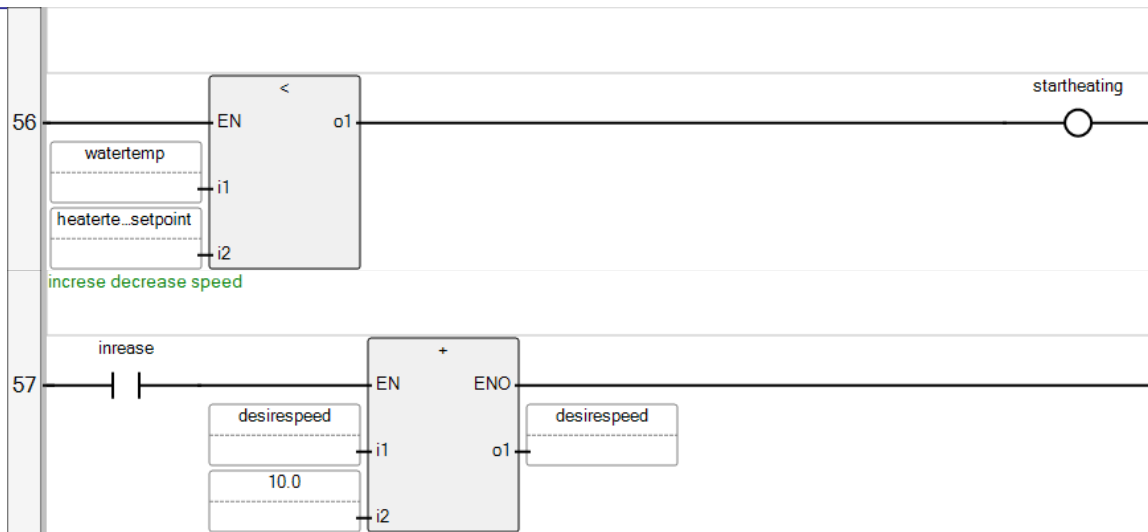 <
startheating
56
EN o1
watertemp
i1
heaterte...setpoint
i2
increse decrease speed
inrease
+
57
EN ENO
desirespeed desirespeed
i1 o1
10.0
i2